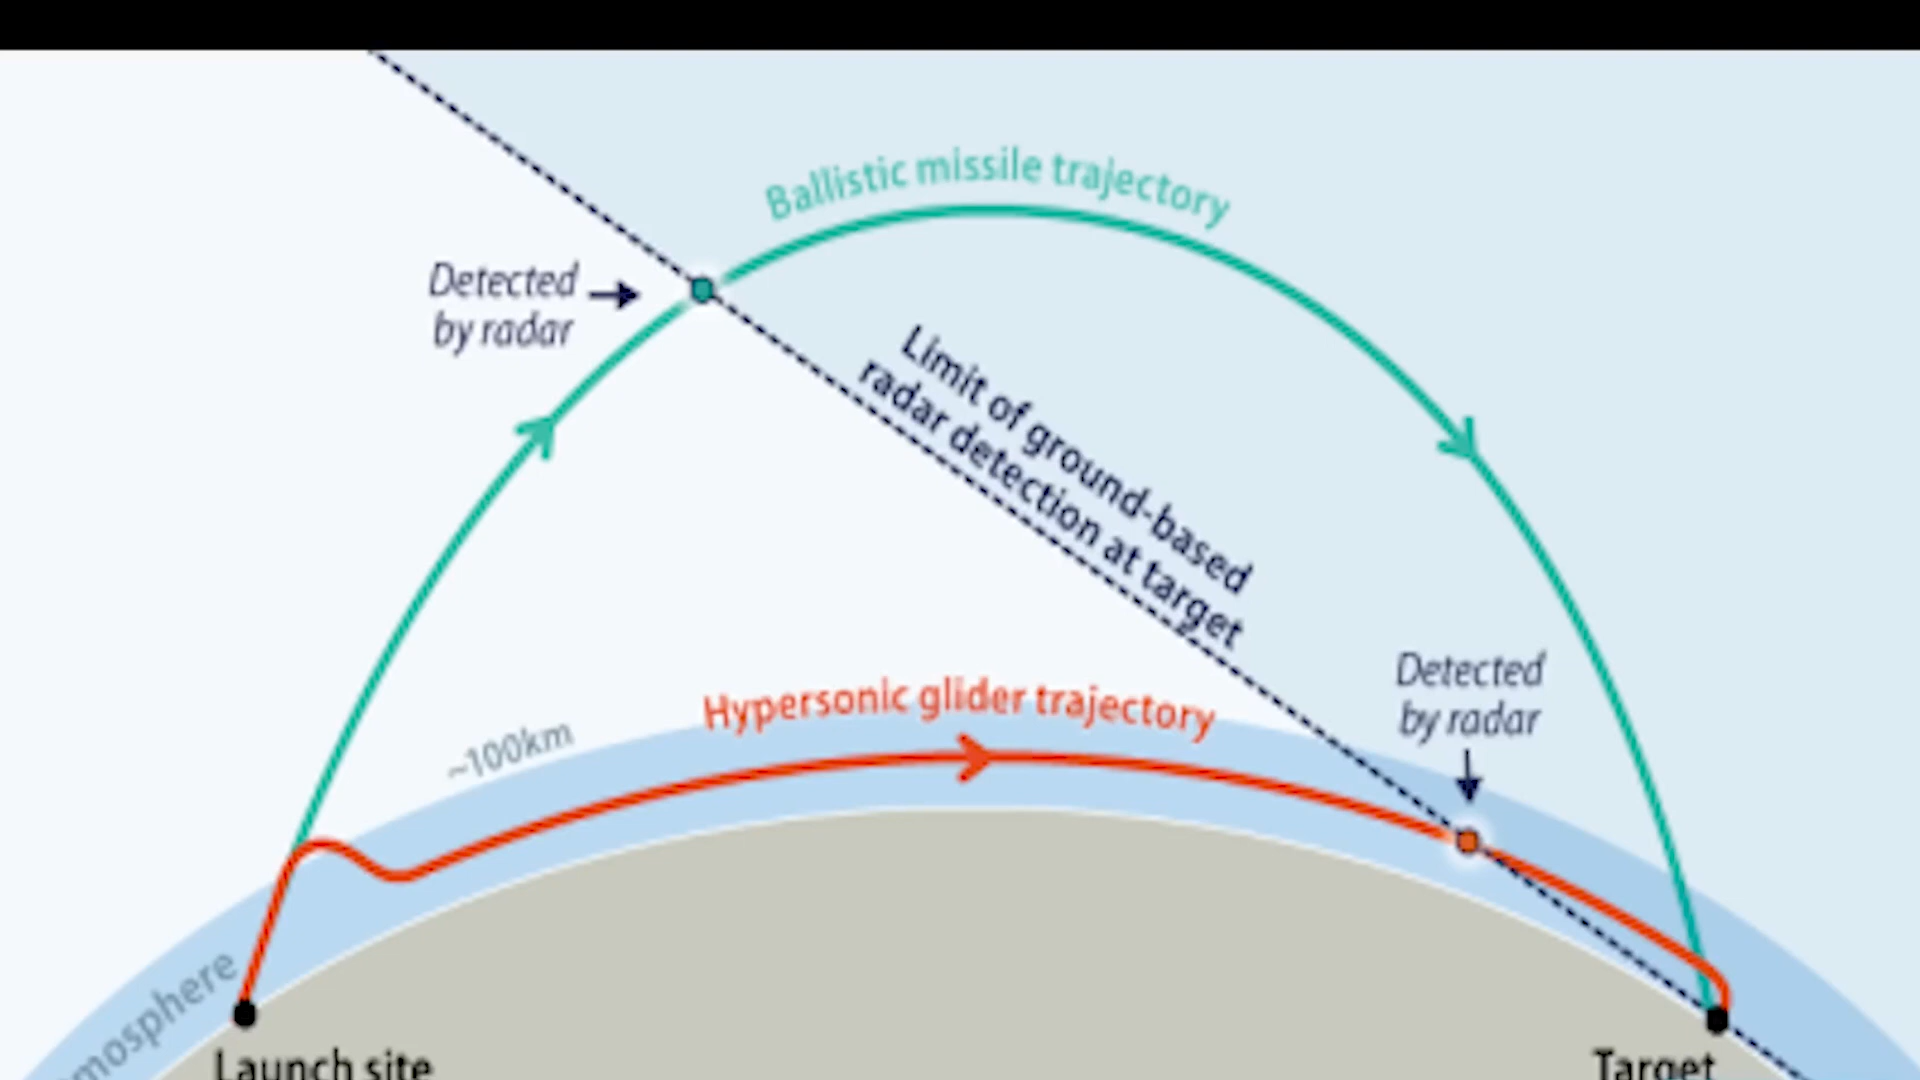 Ballistic missile trajectory
Detected
by radar
Limit of ground-based
radar detection at target
Detected
by radar
Hypersonic glider trajectory
~100km
mosphere
Launch site
Target